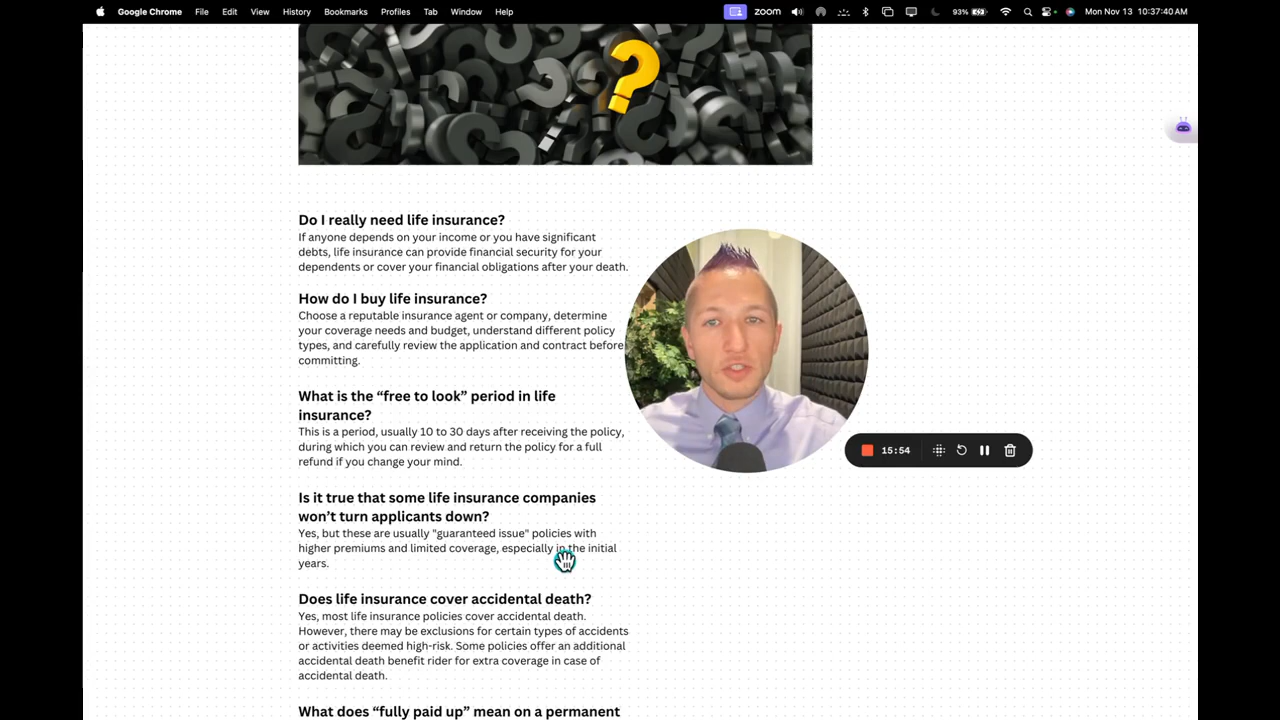 Google Chrome File Edit View History Bookmarks Profiles Tab Window Help zoom 93% Mon Nov 13 10:37:40 AM
Do I really need life insurance?
If anyone depends on your income or you have significant
debts, life insurance can provide financial security for your
dependents or cover your financial obligations after your death.
How do I buy life insurance?
Choose a reputable insurance agent or company, determine
your coverage needs and budget, understand different policy
types, and carefully review the application and contract before
committing.
What is the “free to look” period in life
insurance?
This is a period, usually 10 to 30 days after receiving the policy,
during which you can review and return the policy for a full
refund if you change your mind.
15:54
Is it true that some life insurance companies
won’t turn applicants down?
Yes, but these are usually "guaranteed issue" policies with
higher premiums and limited coverage, especially in the initial
years.
Does life insurance cover accidental death?
Yes, most life insurance policies cover accidental death.
However, there may be exclusions for certain types of accidents
or activities deemed high-risk. Some policies offer an additional
accidental death benefit rider for extra coverage in case of
accidental death.
What does “fully paid up” mean on a permanent